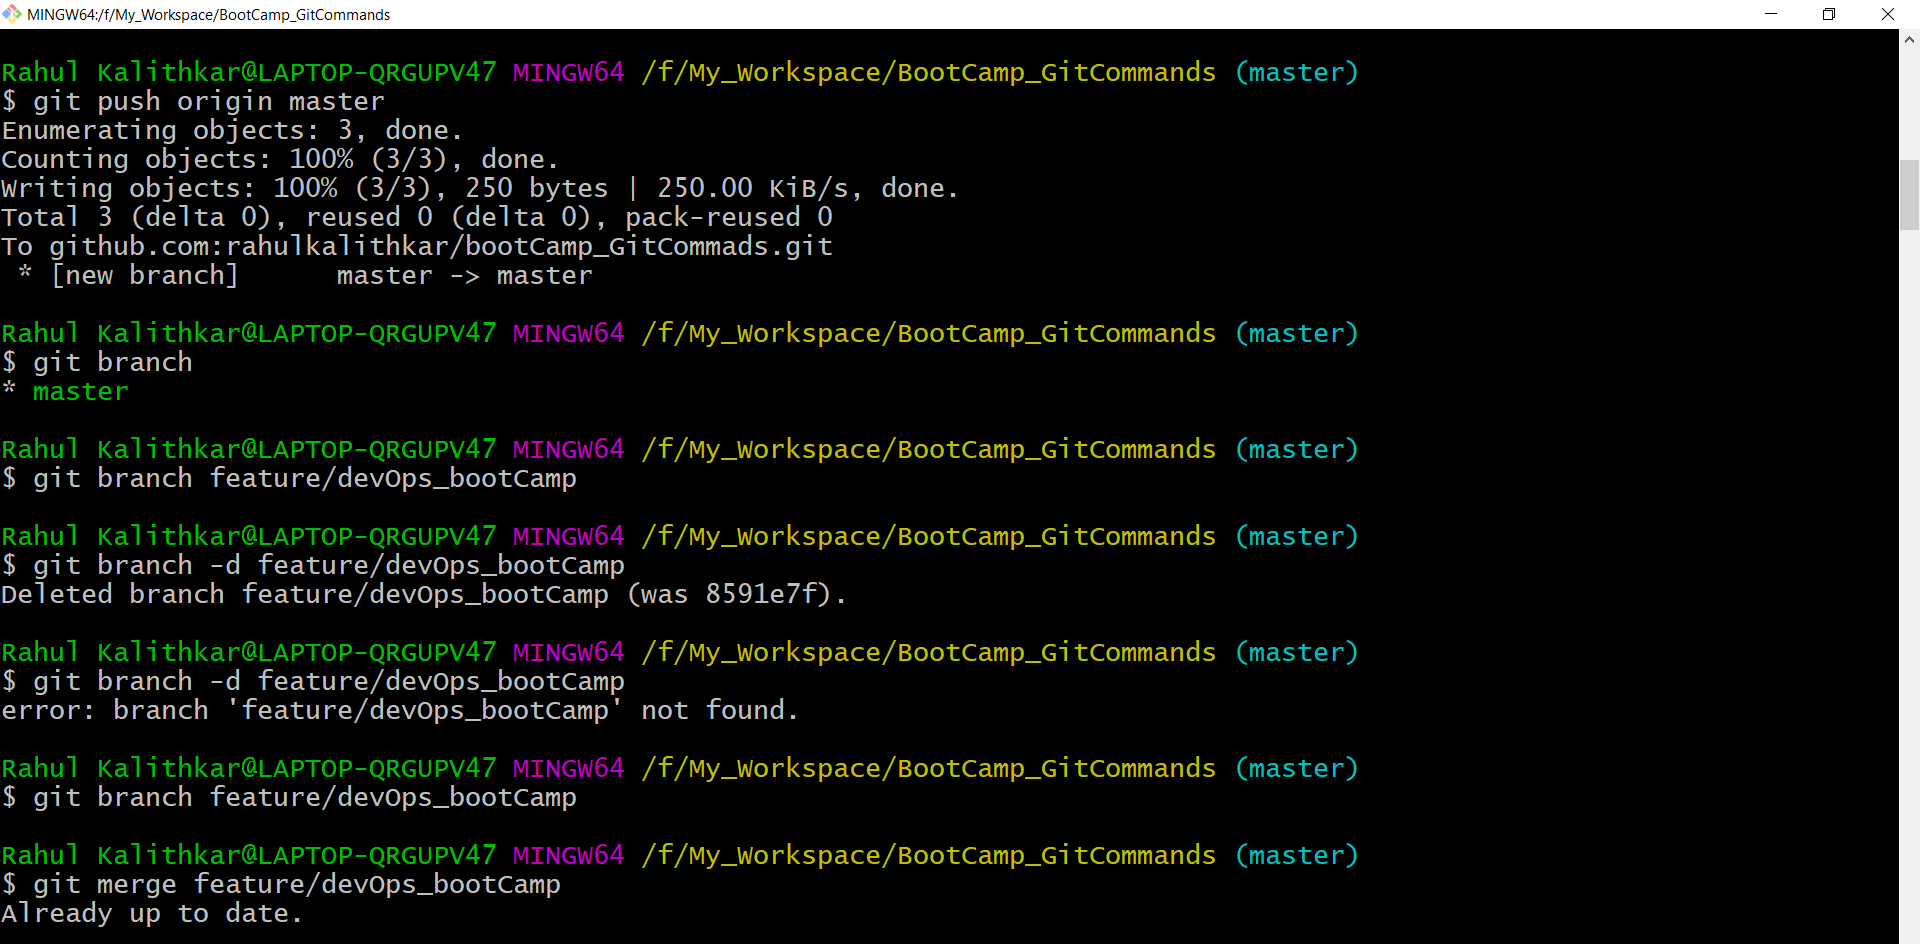 MINGW64:/f/My_Workspace/BootCamp_GitCommands
Rahul Kalithkar@LAPTOP-QRGUPV47 MINGW64 /f/My_Workspace/BootCamp_GitCommands (master)
$ git push origin master
Enumerating objects: 3, done.
Counting objects: 100% (3/3), done.
Writing objects: 100% (3/3), 250 bytes | 250.00 KiB/s, done.
Total 3 (delta 0), reused 0 (delta 0), pack-reused 0
To github.com:rahulkalithkar/bootCamp_GitCommads.git
 * [new branch]      master -> master
Rahul Kalithkar@LAPTOP-QRGUPV47 MINGW64 /f/My_Workspace/BootCamp_GitCommands (master)
$ git branch
* master
Rahul Kalithkar@LAPTOP-QRGUPV47 MINGW64 /f/My_Workspace/BootCamp_GitCommands (master)
$ git branch feature/devOps_bootCamp
Rahul Kalithkar@LAPTOP-QRGUPV47 MINGW64 /f/My_Workspace/BootCamp_GitCommands (master)
$ git branch -d feature/devOps_bootCamp
Deleted branch feature/devOps_bootCamp (was 8591e7f).
Rahul Kalithkar@LAPTOP-QRGUPV47 MINGW64 /f/My_Workspace/BootCamp_GitCommands (master)
$ git branch -d feature/devOps_bootCamp
error: branch 'feature/devOps_bootCamp' not found.
Rahul Kalithkar@LAPTOP-QRGUPV47 MINGW64 /f/My_Workspace/BootCamp_GitCommands (master)
$ git branch feature/devOps_bootCamp
Rahul Kalithkar@LAPTOP-QRGUPV47 MINGW64 /f/My_Workspace/BootCamp_GitCommands (master)
$ git merge feature/devOps_bootCamp
Already up to date.